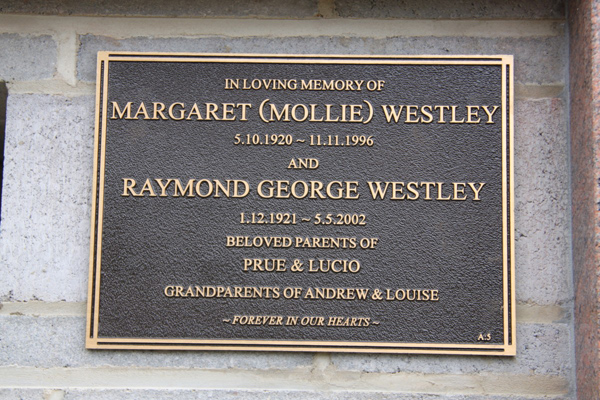 IN LOVING MEMORY OF
MARGARET (MOLLIE) WESTLEY
5.10.1920 ~ 11.11.1996
AND
RAYMOND GEORGE WESTLEY
1.12.1921 ~ 5.5.2002
BELOVED PARENTS OF
PRUE & LUCIO
GRANDPARENTS OF ANDREW & LOUISE
~ FOREVER IN OUR HEARTS ~
A:5